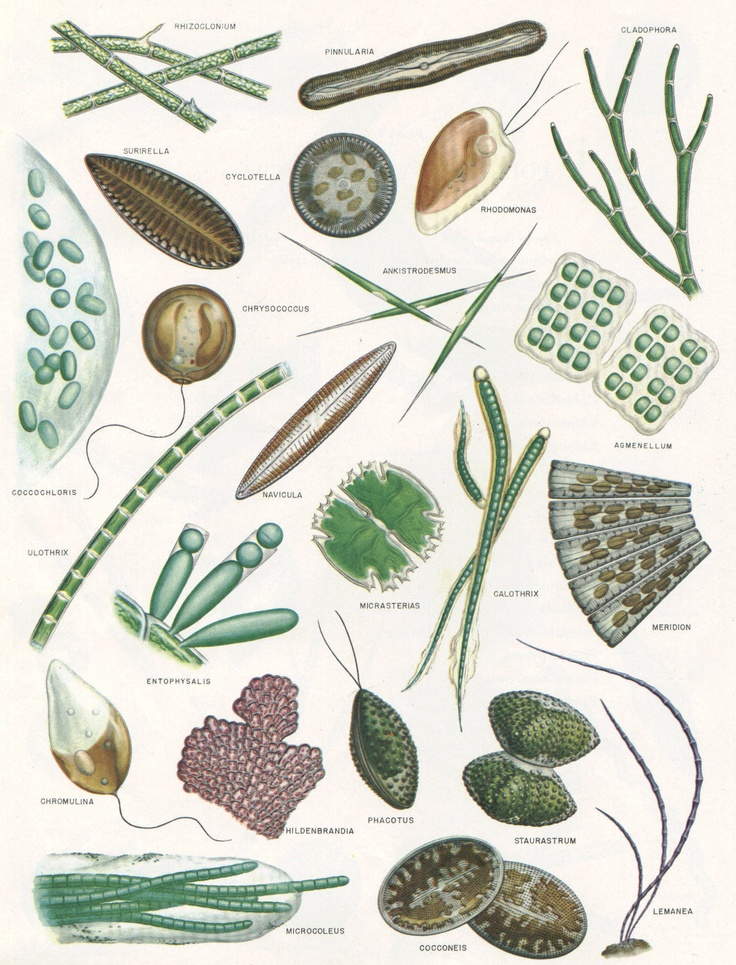 RHIZOCLONIUM
PINNULARIA
CLADOPHORA
SURIRELLA
CYCLOTELLA
RHODOMONAS
ANKISTRODESMUS
CHRYSOCOCCUS
AGMENELLUM
COCCOCHLORIS
NAVICULA
ULOTHRIX
MICRASTERIAS
CALOTHRIX
MERIDION
ENTOPHYSALIS
CHROMULINA
HILDENBRANDIA
PHACOTUS
STAURASTRUM
MICROCOLEUS
COCCONEIS
LEMANEA